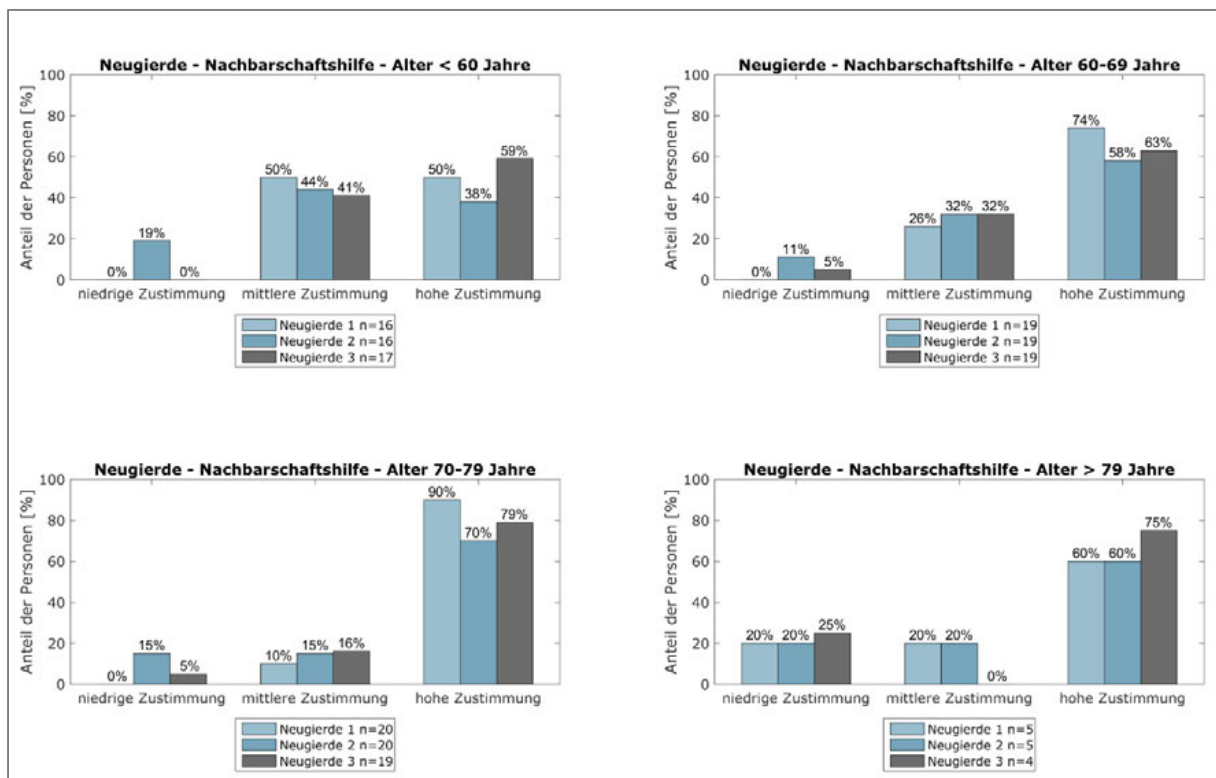 Neugierde - Nachbarschaftshilfe - Alter < 60 Jahre
Anteil der Personen [%]
100
80
60
40
20
0
0%
19%
0%
50%
44%
41%
50%
38%
59%
niedrige Zustimmung
mittlere Zustimmung
hohe Zustimmung
Neugierde 1 n=16
Neugierde 2 n=16
Neugierde 3 n=17
Neugierde - Nachbarschaftshilfe - Alter 60-69 Jahre
Anteil der Personen [%]
100
80
60
40
20
0
0%
11%
5%
26%
32%
32%
74%
58%
63%
niedrige Zustimmung
mittlere Zustimmung
hohe Zustimmung
Neugierde 1 n=19
Neugierde 2 n=19
Neugierde 3 n=19
Neugierde - Nachbarschaftshilfe - Alter 70-79 Jahre
Anteil der Personen [%]
100
80
60
40
20
0
0%
15%
5%
10%
15%
16%
90%
70%
79%
niedrige Zustimmung
mittlere Zustimmung
hohe Zustimmung
Neugierde 1 n=20
Neugierde 2 n=20
Neugierde 3 n=19
Neugierde - Nachbarschaftshilfe - Alter > 79 Jahre
Anteil der Personen [%]
100
80
60
40
20
0
20%
20%
25%
20%
20%
0%
60%
60%
75%
niedrige Zustimmung
mittlere Zustimmung
hohe Zustimmung
Neugierde 1 n=5
Neugierde 2 n=5
Neugierde 3 n=4